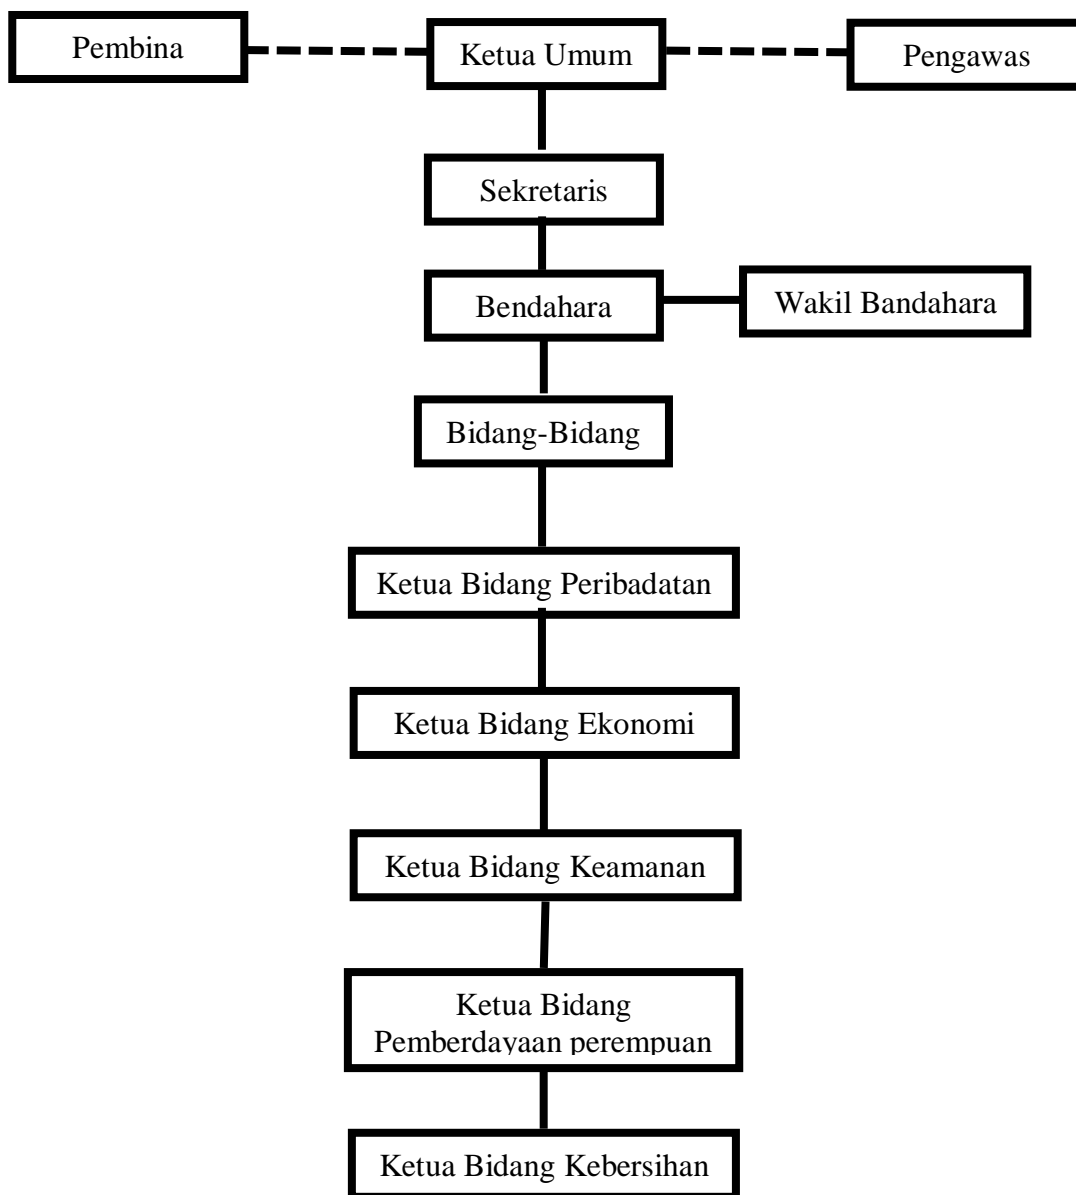 Pembina
Ketua Umum
Pengawas
Sekretaris
Bendahara
Wakil Bandahara
Bidang-Bidang
Ketua Bidang Peribadatan
Ketua Bidang Ekonomi
Ketua Bidang Keamanan
Ketua Bidang
Pemberdayaan perempuan
Ketua Bidang Kebersihan